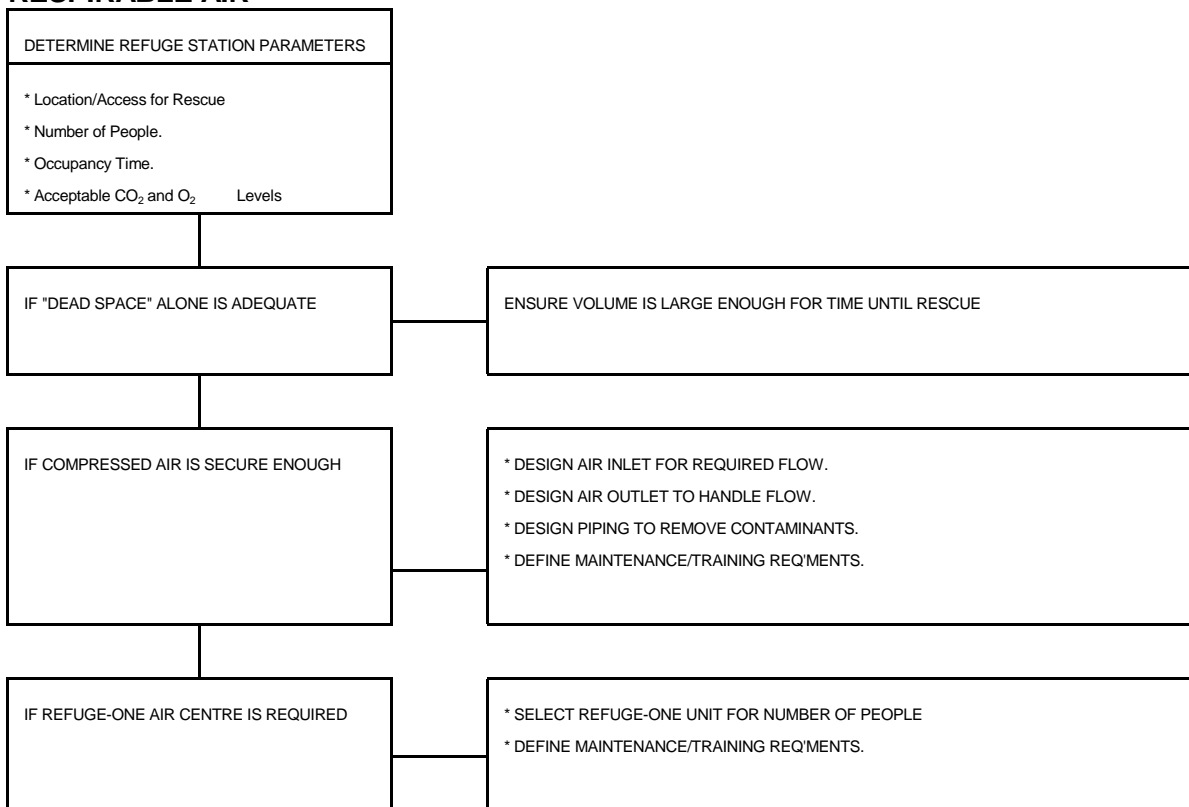 RESPIRABLE AIR
DETERMINE REFUGE STATION PARAMETERS
* Location/Access for Rescue
* Number of People.
* Occupancy Time.
* Acceptable CO₂ and O₂ Levels
IF "DEAD SPACE" ALONE IS ADEQUATE
ENSURE VOLUME IS LARGE ENOUGH FOR TIME UNTIL RESCUE
IF COMPRESSED AIR IS SECURE ENOUGH
* DESIGN AIR INLET FOR REQUIRED FLOW.
* DESIGN AIR OUTLET TO HANDLE FLOW.
* DESIGN PIPING TO REMOVE CONTAMINANTS.
* DEFINE MAINTENANCE/TRAINING REQ'MENTS.
IF REFUGE-ONE AIR CENTRE IS REQUIRED
* SELECT REFUGE-ONE UNIT FOR NUMBER OF PEOPLE
* DEFINE MAINTENANCE/TRAINING REQ'MENTS.